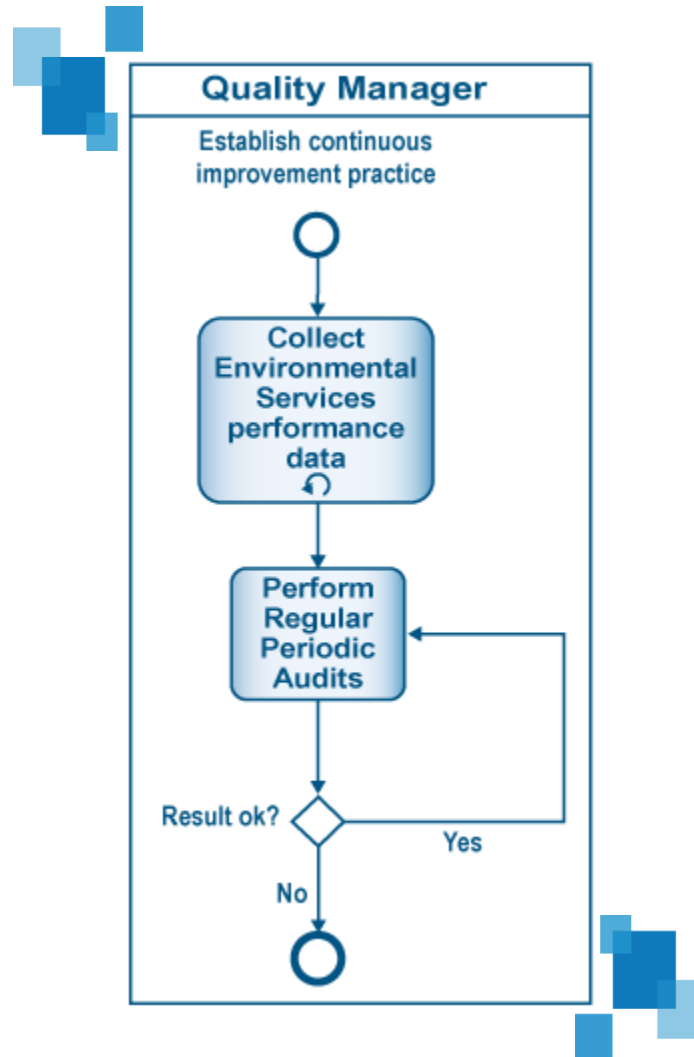 Quality Manager
Establish continuous
improvement practice
Collect
Environmental
Services
performance
data
Perform
Regular
Periodic
Audits
Result ok?
Yes
No